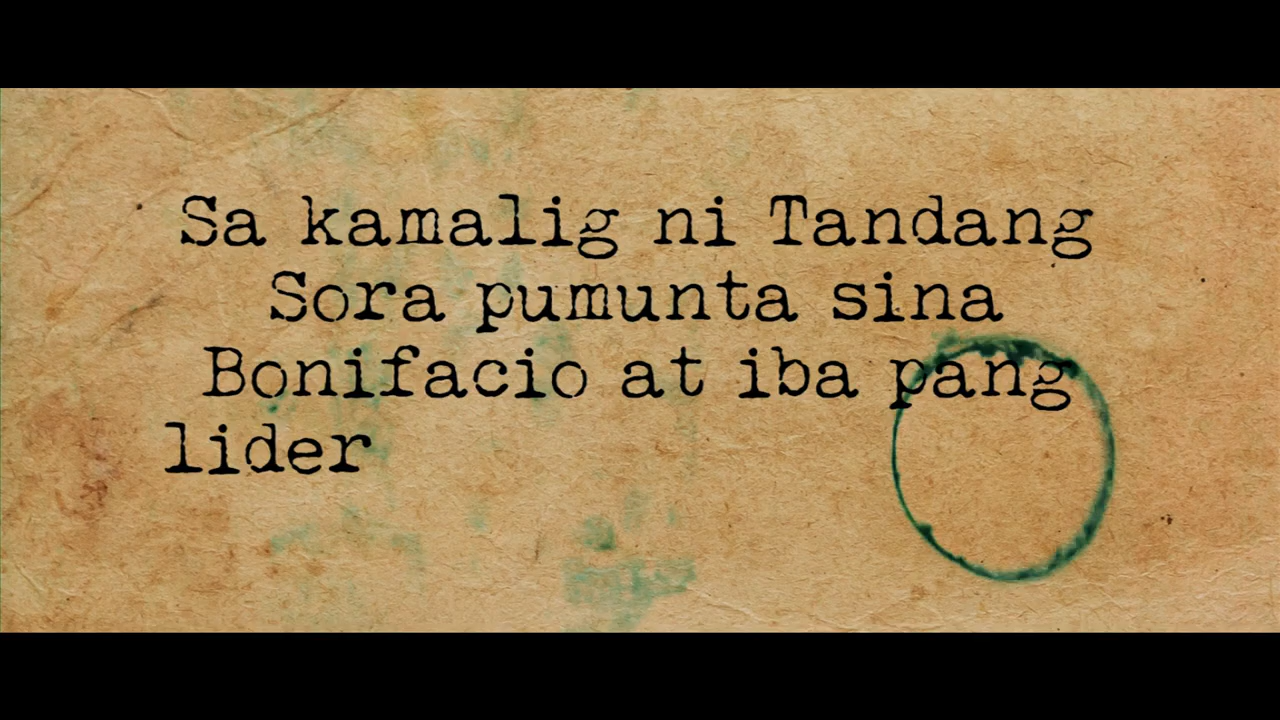 Sa kamalig ni Tandang
Sora pumunta sina
Bonifacio at iba pang
lider